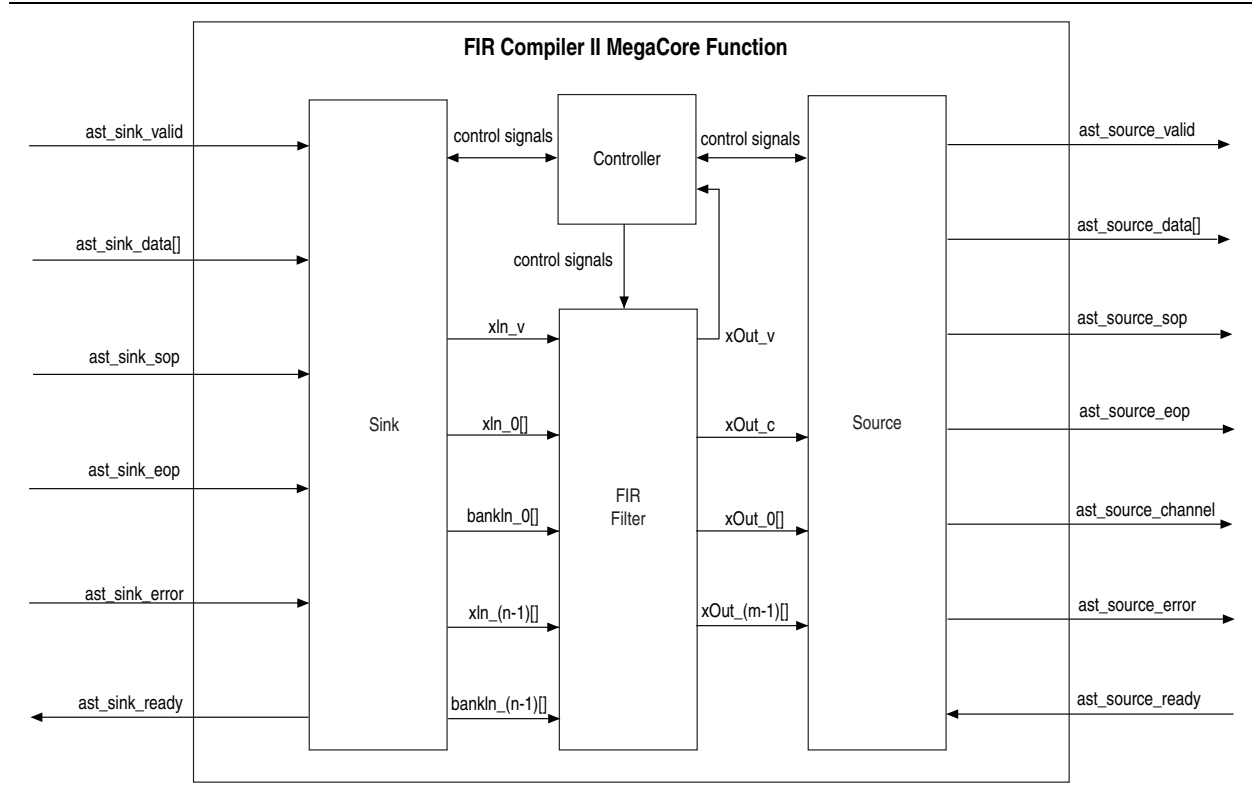 FIR Compiler II MegaCore Function
ast_sink_valid
control signals
Controller
control signals
ast_source_valid
ast_sink_data[]
control signals
ast_source_data[]
xIn_v
xOut_v
ast_source_sop
ast_sink_sop
Sink
xIn_0[]
xOut_c
Source
ast_source_eop
ast_sink_eop
FIR
Filter
bankIn_0[]
xOut_0[]
ast_source_channel
ast_sink_error
xIn_(n-1)[]
xOut_(m-1)[]
ast_source_error
ast_sink_ready
bankIn_(n-1)[]
ast_source_ready